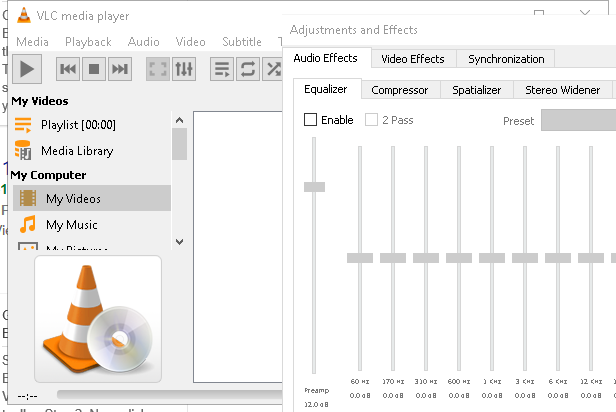 VLC media player
Media Playback Audio Video Subtitle T
My Videos
Playlist [00:00]
Media Library
My Computer
My Videos
My Music
My Pictures
--:--
Adjustments and Effects
Audio Effects Video Effects Synchronization
Equalizer Compressor Spatializer Stereo Widener
Enable 2 Pass Preset
Preamp
12.0 dB
60 Hz 170 Hz 310 Hz 600 Hz 1 KHz 3 KHz 6 KHz 12 KHz
0.0 dB 0.0 dB 0.0 dB 0.0 dB 0.0 dB 0.0 dB 0.0 dB 0.0 dB